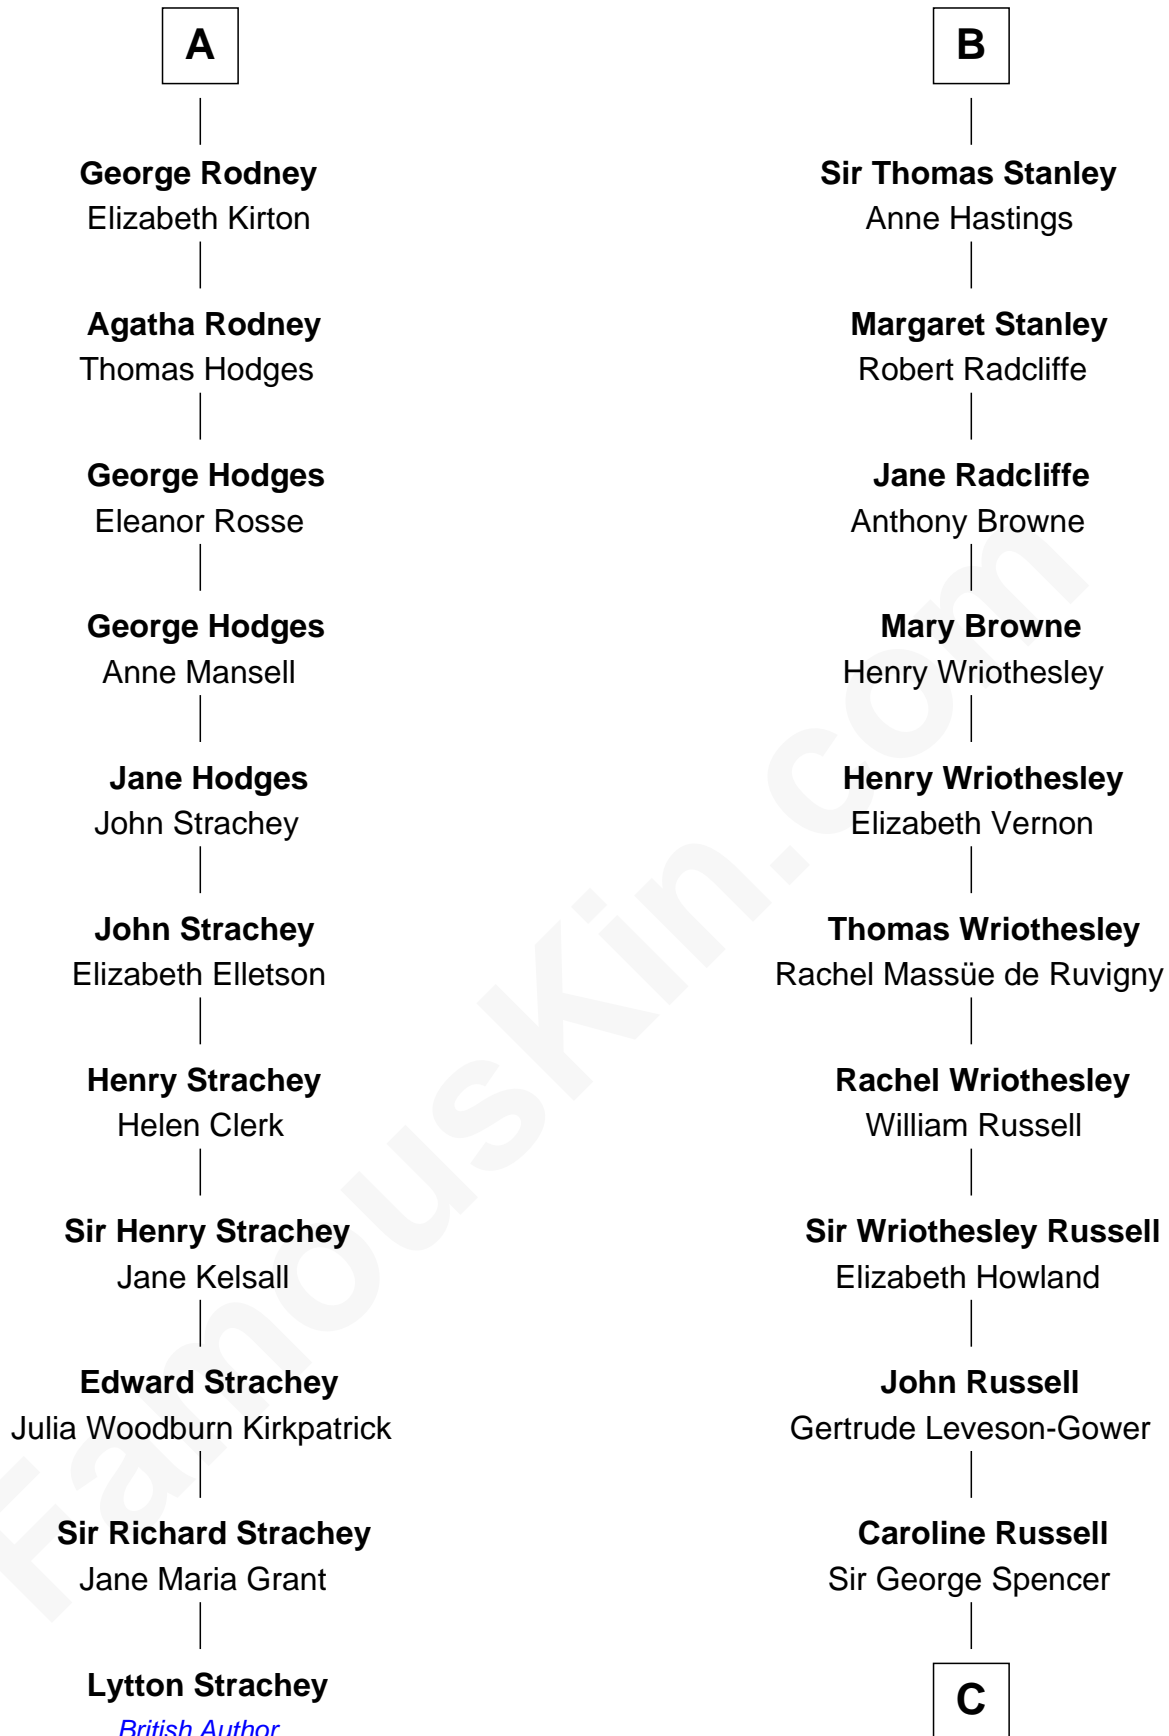 A
George Rodney
Elizabeth Kirton
Agatha Rodney
Thomas Hodges
George Hodges
Eleanor Rosse
George Hodges
Anne Mansell
Jane Hodges
John Strachey
John Strachey
Elizabeth Elletson
Henry Strachey
Helen Clerk
Sir Henry Strachey
Jane Kelsall
Edward Strachey
Julia Woodburn Kirkpatrick
Sir Richard Strachey
Jane Maria Grant
Lytton Strachey
British Author
B
Sir Thomas Stanley
Anne Hastings
Margaret Stanley
Robert Radcliffe
Jane Radcliffe
Anthony Browne
Mary Browne
Henry Wriothesley
Henry Wriothesley
Elizabeth Vernon
Thomas Wriothesley
Rachel Massüe de Ruvigny
Rachel Wriothesley
William Russell
Sir Wriothesley Russell
Elizabeth Howland
John Russell
Gertrude Leveson-Gower
Caroline Russell
Sir George Spencer
C
FamousKin.com